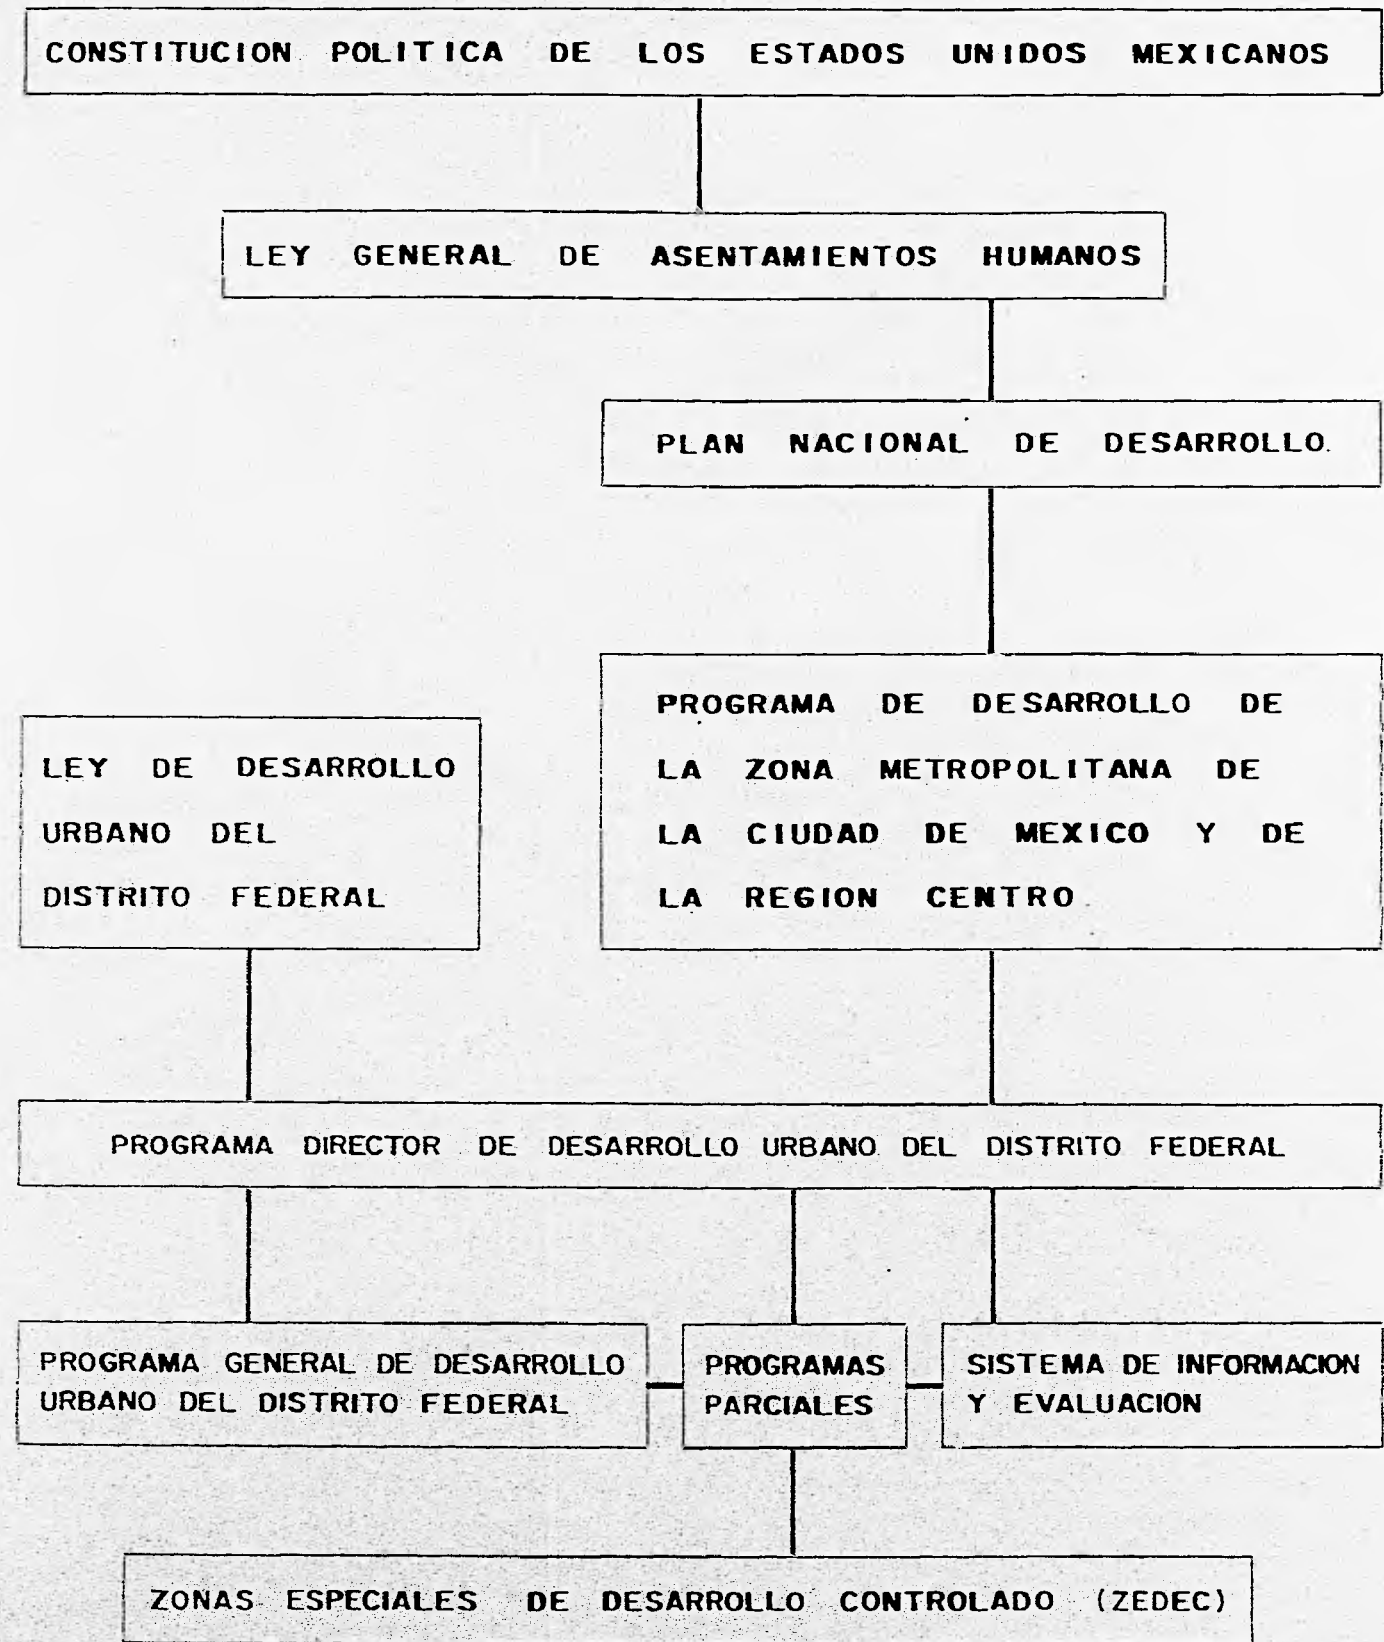 CONSTITUCION POLITICA DE LOS ESTADOS UNIDOS MEXICANOS
LEY GENERAL DE ASENTAMIENTOS HUMANOS
PLAN NACIONAL DE DESARROLLO.
LEY DE DESARROLLO
URBANO DEL
DISTRITO FEDERAL
PROGRAMA DE DESARROLLO DE
LA ZONA METROPOLITANA DE
LA CIUDAD DE MEXICO Y DE
LA REGION CENTRO.
PROGRAMA DIRECTOR DE DESARROLLO URBANO DEL DISTRITO FEDERAL
PROGRAMA GENERAL DE DESARROLLO
URBANO DEL DISTRITO FEDERAL
PROGRAMAS
PARCIALES
SISTEMA DE INFORMACION
Y EVALUACION
ZONAS ESPECIALES DE DESARROLLO CONTROLADO (ZEDEC)